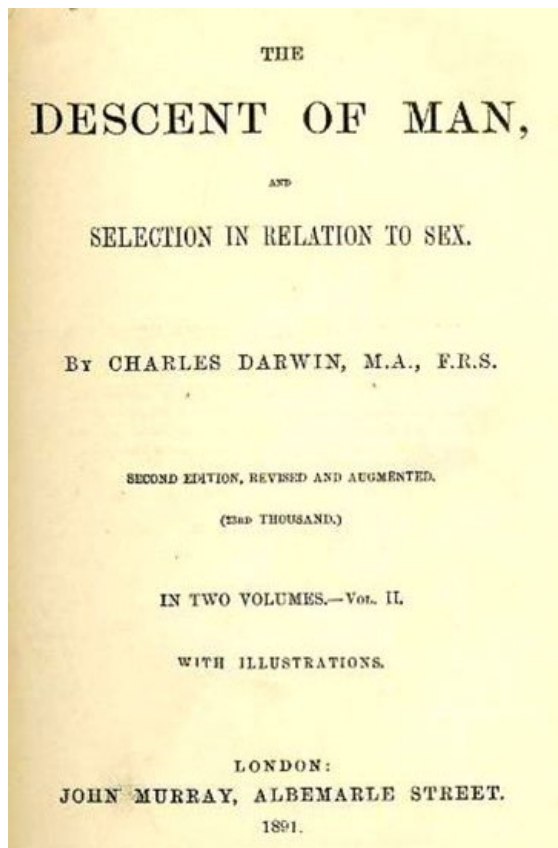 THE
DESCENT OF MAN,
AND
SELECTION IN RELATION TO SEX.
BY CHARLES DARWIN, M.A., F.R.S.
SECOND EDITION, REVISED AND AUGMENTED.
(23RD THOUSAND.)
IN TWO VOLUMES.—VOL. II.
WITH ILLUSTRATIONS.
LONDON:
JOHN MURRAY, ALBEMARLE STREET.
1891.